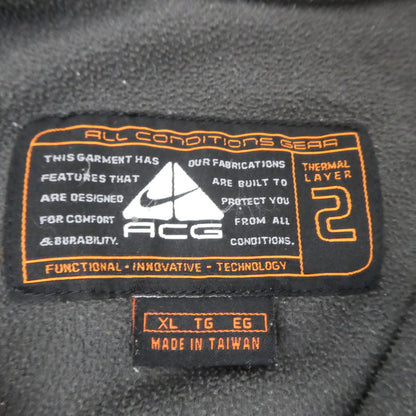 ALL CONDITIONS GEAR
THIS GARMENT HAS
FEATURES THAT
ARE DESIGNED
FOR COMFORT
& DURABILITY.
ACG
OUR FABRICATIONS
ARE BUILT TO
PROTECT YOU
FROM ALL
CONDITIONS.
THERMAL
LAYER
2
FUNCTIONAL - INNOVATIVE - TECHNOLOGY
XL TG EG
MADE IN TAIWAN